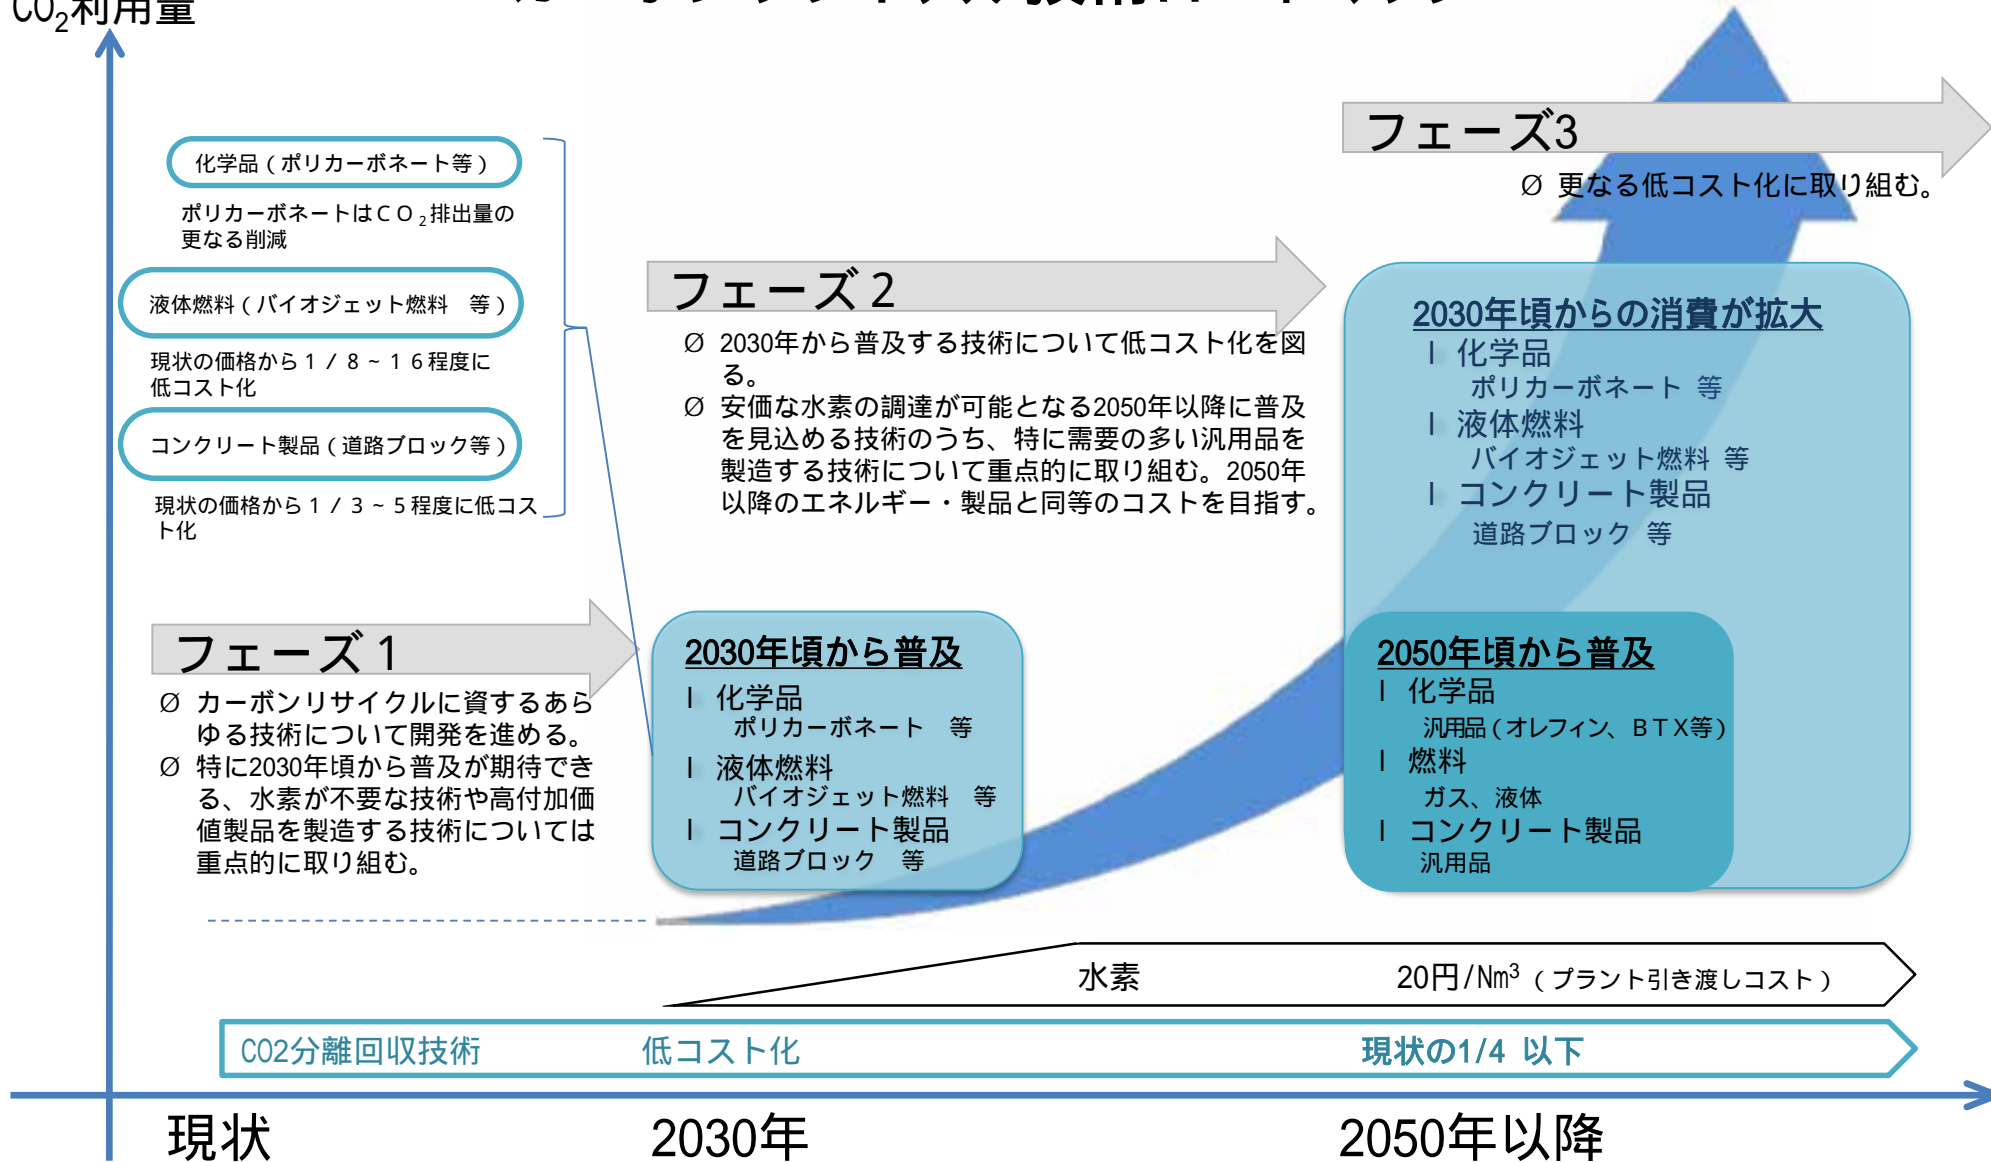 CO2利用量
化学品（ポリカーボネート等）
ポリカーボネートはＣＯ2排出量の
更なる削減
液体燃料（バイオジェット燃料　等）
現状の価格から１／８～１６程度に
低コスト化
コンクリート製品（道路ブロック等）
現状の価格から１／３～５程度に低コス
ト化
フェーズ１
Ø カーボンリサイクルに資するあら
ゆる技術について開発を進める。
Ø 特に2030年頃から普及が期待でき
る、水素が不要な技術や高付加価
値製品を製造する技術については
重点的に取り組む。
フェーズ２
Ø 2030年から普及する技術について低コスト化を図
る。
Ø 安価な水素の調達が可能となる2050年以降に普及
を見込める技術のうち、特に需要の多い汎用品を
製造する技術について重点的に取り組む。2050年
以降のエネルギー・製品と同等のコストを目指す。
フェーズ3
Ø 更なる低コスト化に取り組む。
2030年頃から普及
l 化学品
ポリカーボネート　等
l 液体燃料
バイオジェット燃料　等
l コンクリート製品
道路ブロック　等
2030年頃からの消費が拡大
l 化学品
ポリカーボネート 等
l 液体燃料
バイオジェット燃料 等
l コンクリート製品
道路ブロック 等
2050年頃から普及
l 化学品
汎用品（オレフィン、ＢＴＸ等）
l 燃料
ガス、液体
l コンクリート製品
汎用品
水素 20円/Nm3（プラント引き渡しコスト）
CO2分離回収技術 低コスト化 現状の1/4 以下
現状 2030年 2050年以降